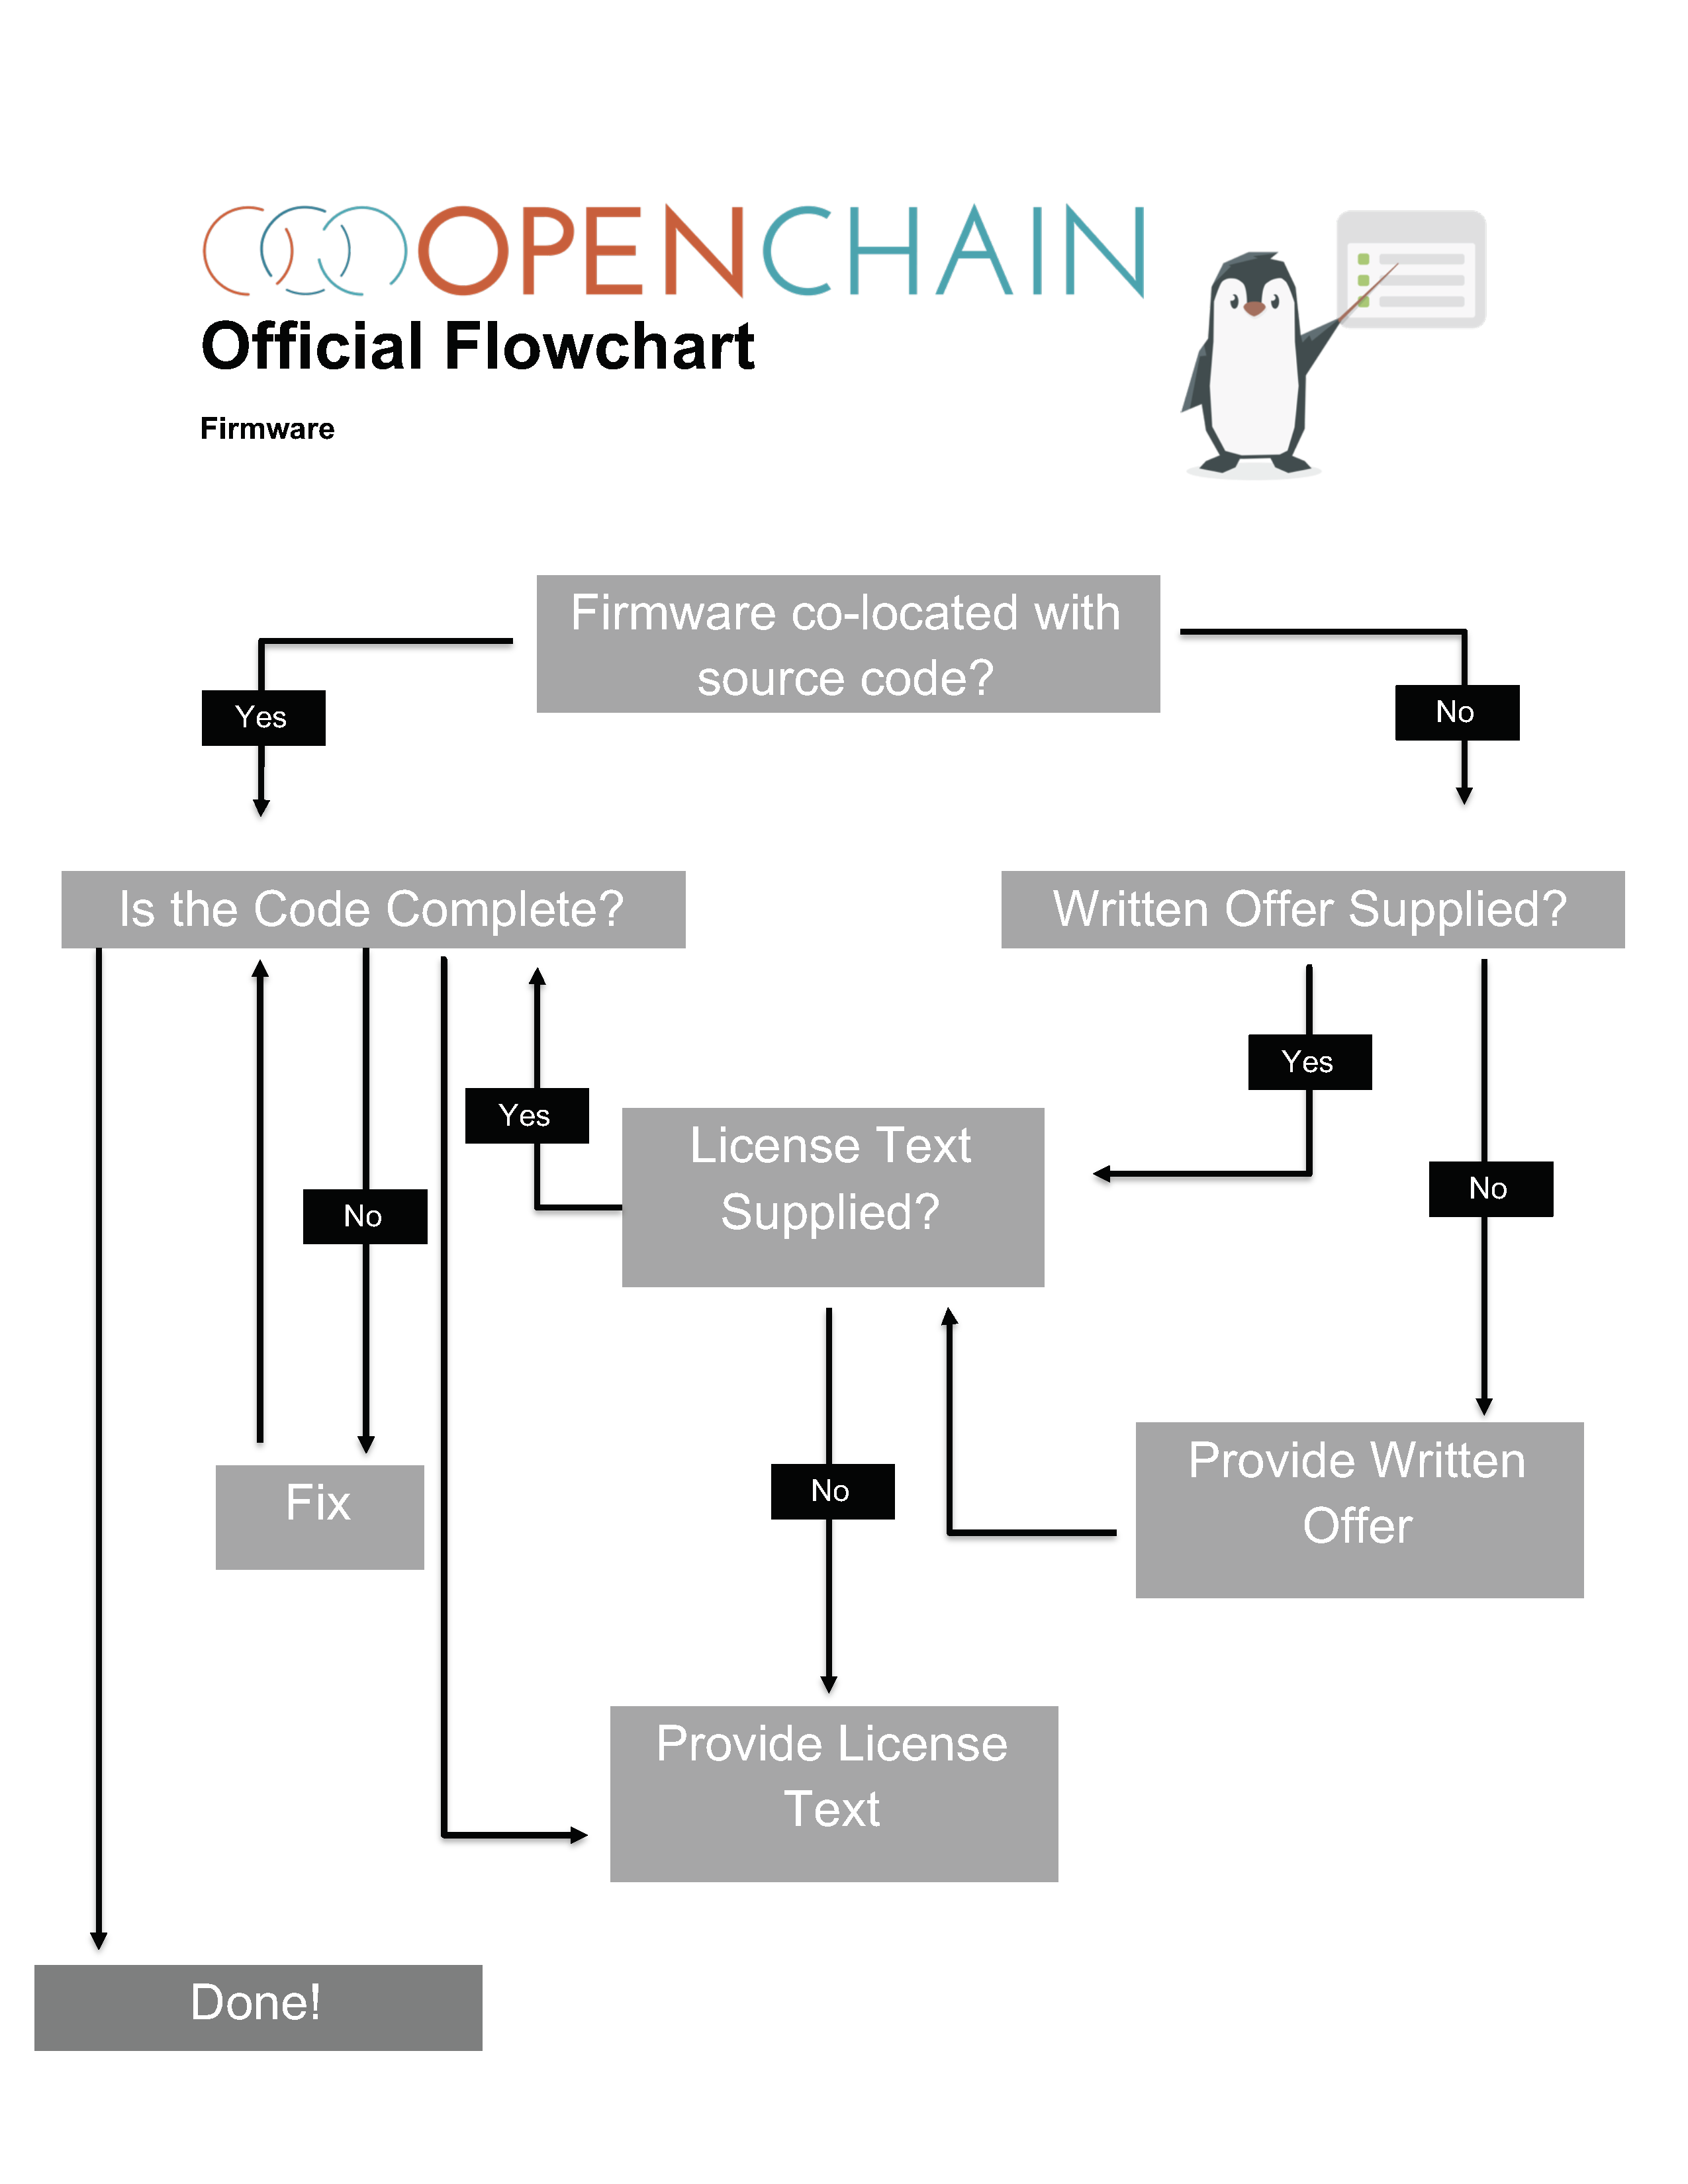 OPENCHAIN
Official Flowchart
Firmware
Firmware co-located with
source code?
Yes
No
Is the Code Complete?
Written Offer Supplied?
Yes
Yes
License Text
Supplied?
No
No
Provide Written
Offer
Fix
No
Provide License
Text
Done!